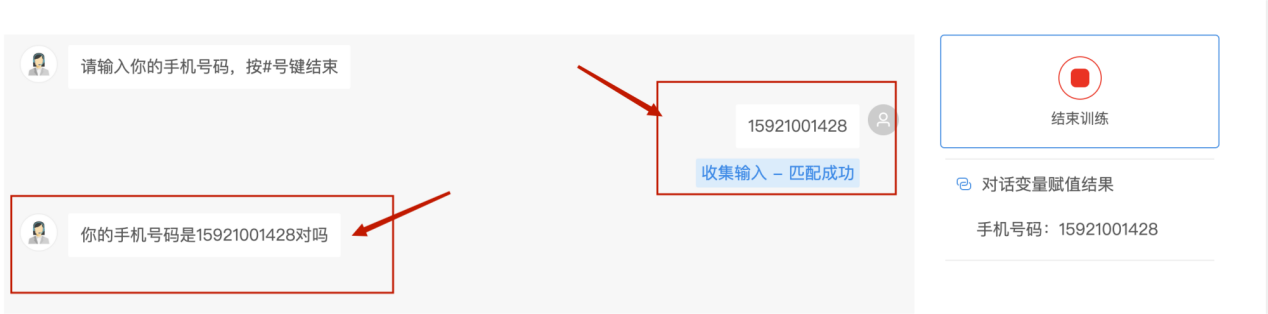 请输入你的手机号码，按#号键结束
15921001428
收集输入 – 匹配成功
你的手机号码是15921001428对吗
结束训练
对话变量赋值结果
手机号码：15921001428